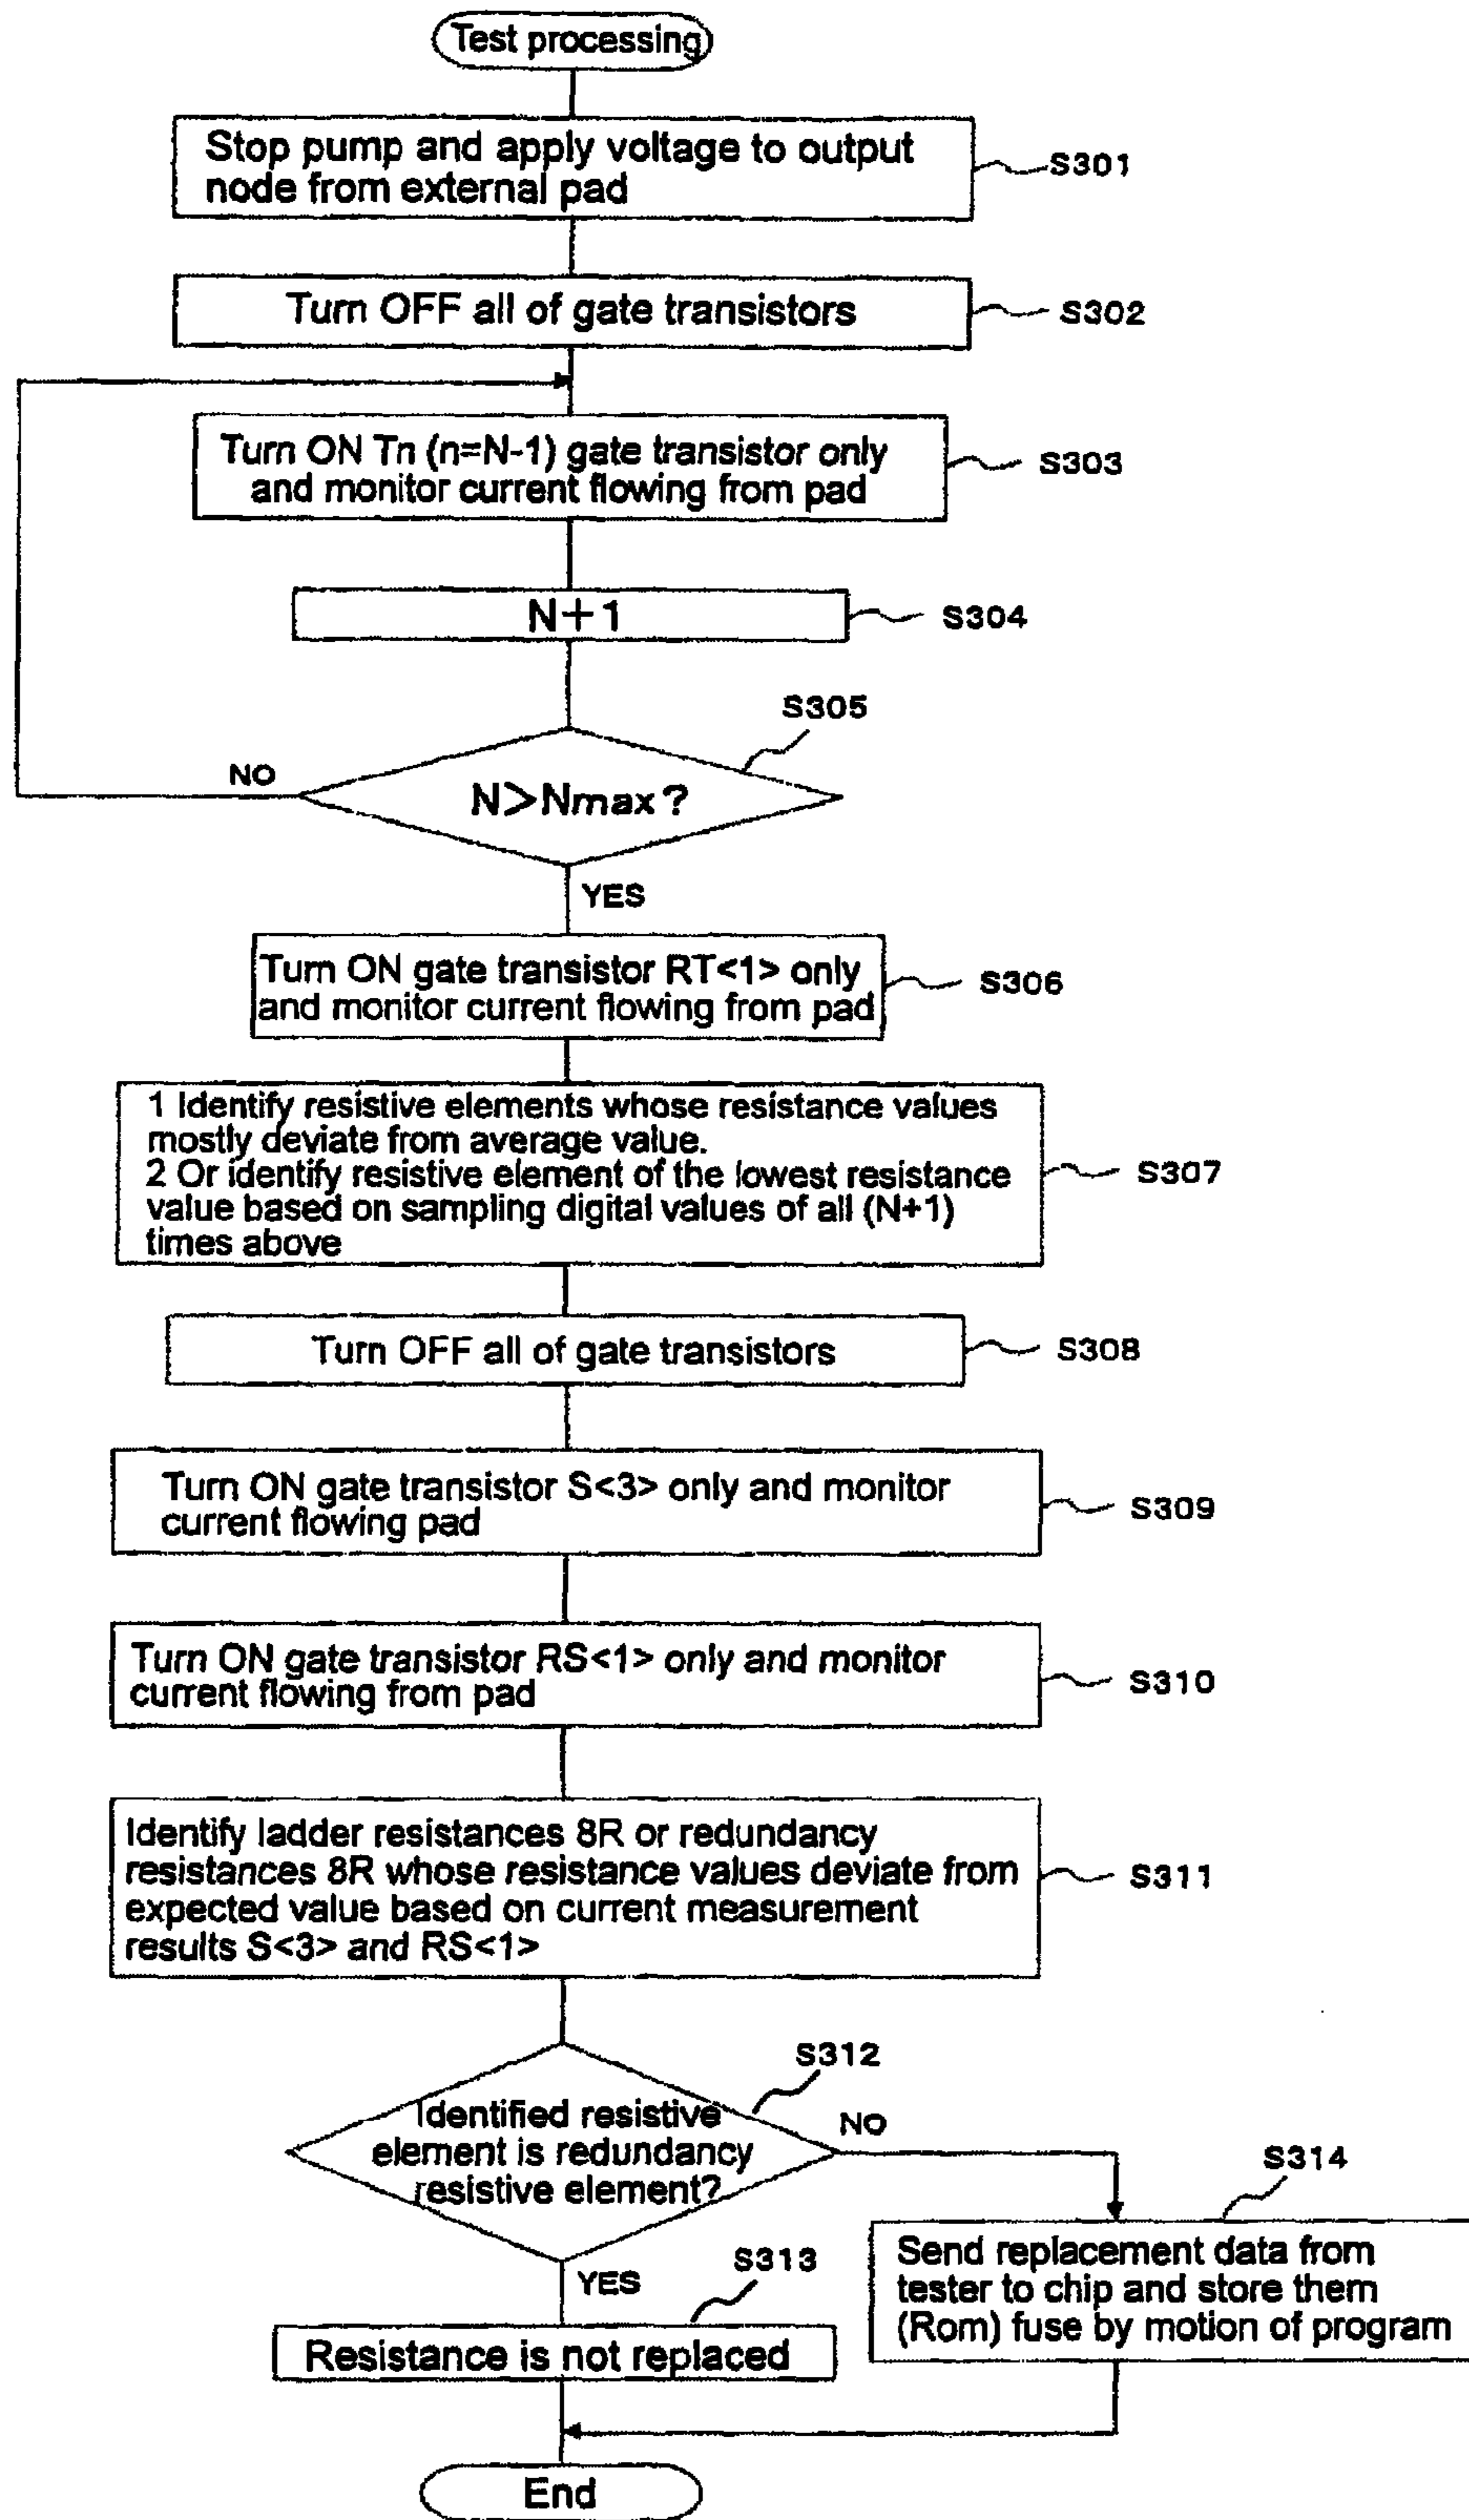 Test processing
Stop pump and apply voltage to output
node from external pad
S301
Turn OFF all of gate transistors
S302
Turn ON Tn (n=N-1) gate transistor only
and monitor current flowing from pad
S303
N+1
S304
S305
NO
N>Nmax?
YES
Turn ON gate transistor RT<1> only
and monitor current flowing from pad
S306
1 Identify resistive elements whose resistance values
mostly deviate from average value.
2 Or identify resistive element of the lowest resistance
value based on sampling digital values of all (N+1)
times above
S307
Turn OFF all of gate transistors
S308
Turn ON gate transistor S<3> only and monitor
current flowing pad
S309
Turn ON gate transistor RS<1> only and monitor
current flowing from pad
S310
Identify ladder resistances 8R or redundancy
resistances 8R whose resistance values deviate from
expected value based on current measurement
results S<3> and RS<1>
S311
S312
Identified resistive
element is redundancy
resistive element?
NO
YES
S313
Resistance is not replaced
S314
Send replacement data from
tester to chip and store them
(Rom) fuse by motion of program
End